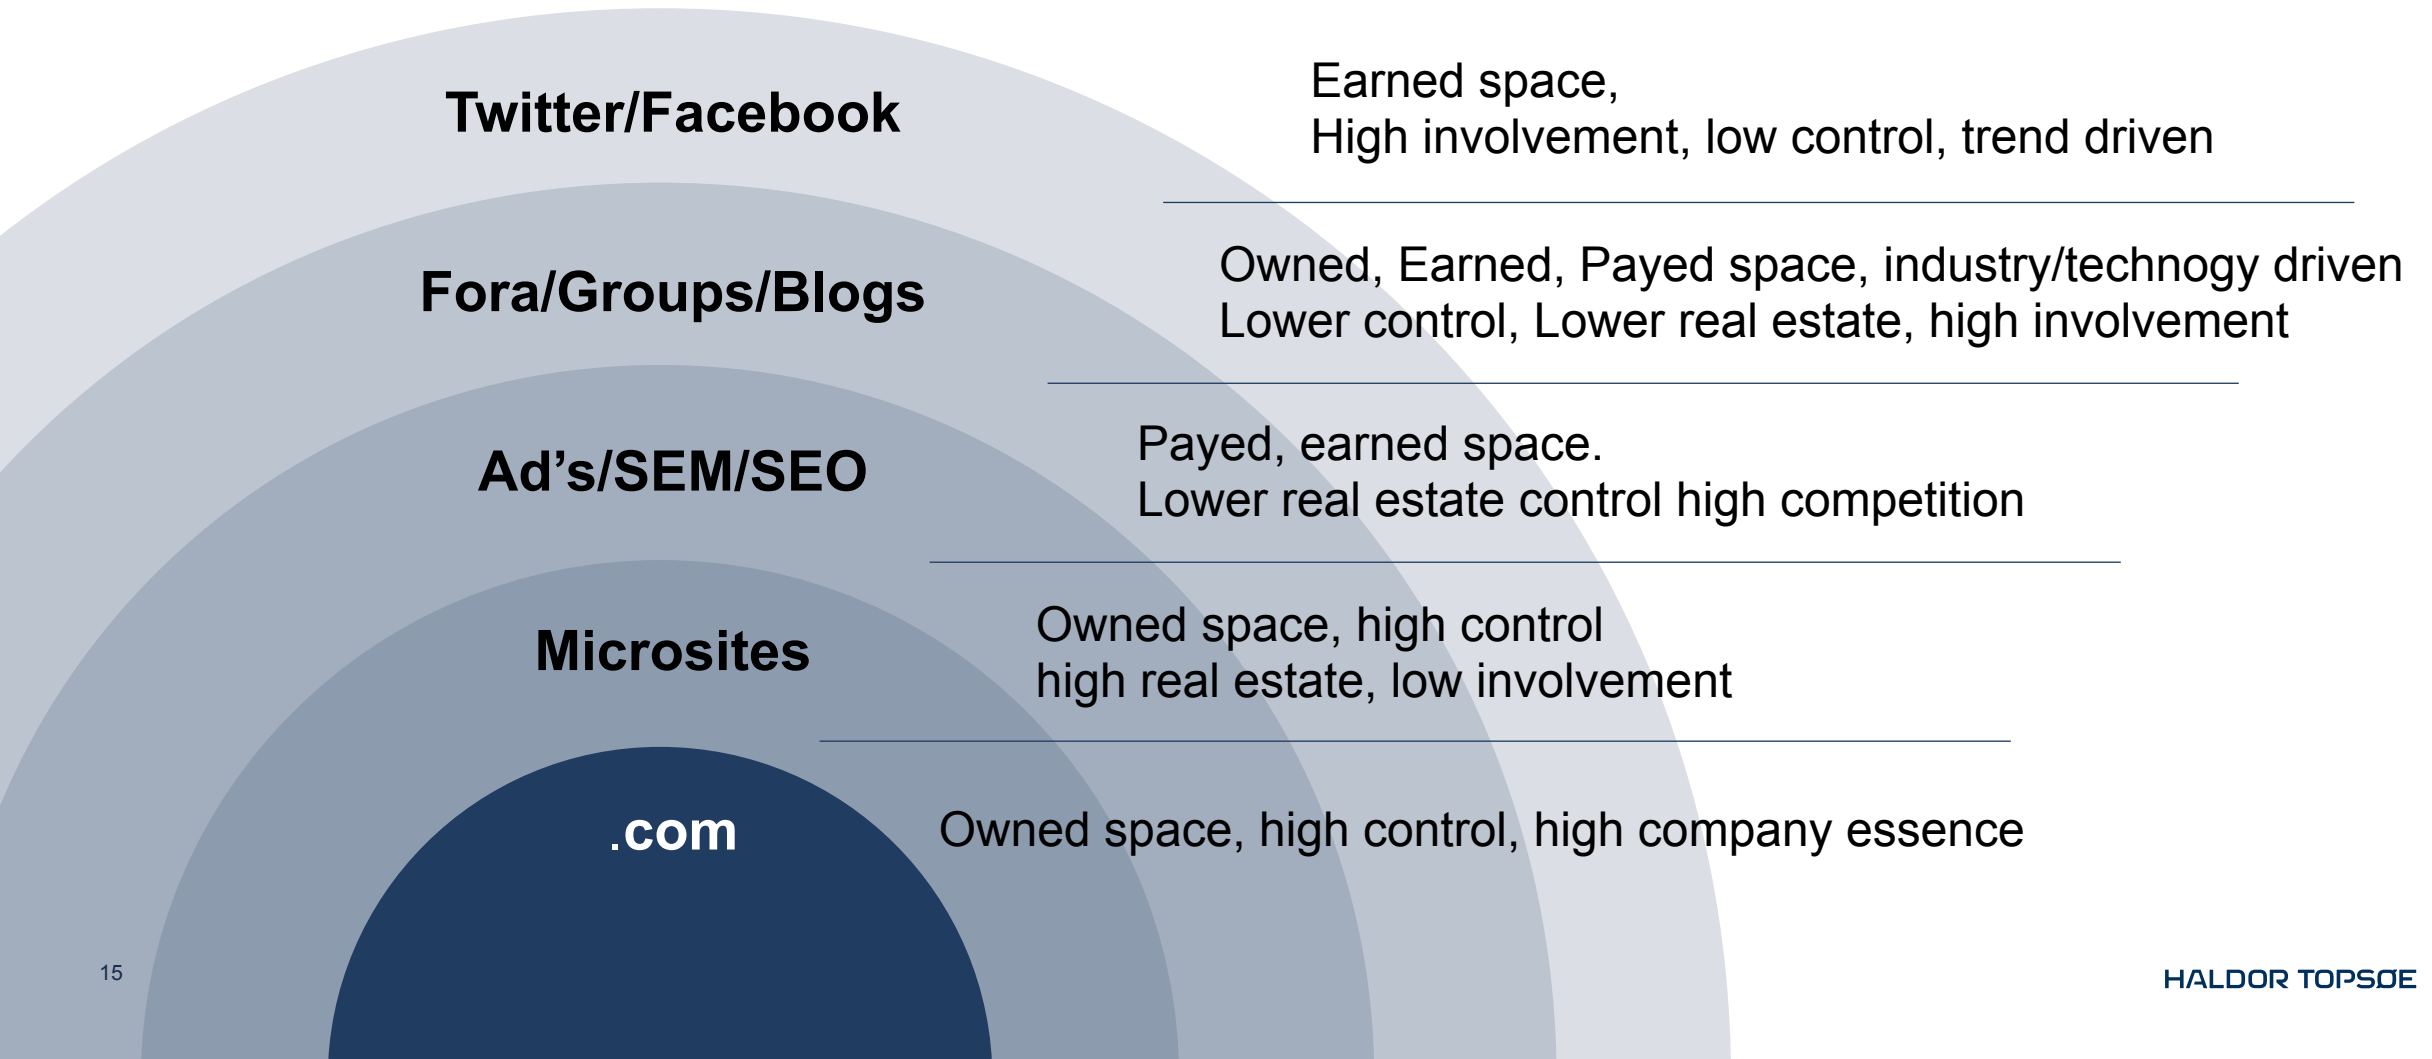 Twitter/Facebook
Earned space,
High involvement, low control, trend driven
Fora/Groups/Blogs
Owned, Earned, Payed space, industry/technogy driven
Lower control, Lower real estate, high involvement
Ad’s/SEM/SEO
Payed, earned space.
Lower real estate control high competition
Microsites
Owned space, high control
high real estate, low involvement
.com
Owned space, high control, high company essence
15
HALDOR TOPSØE